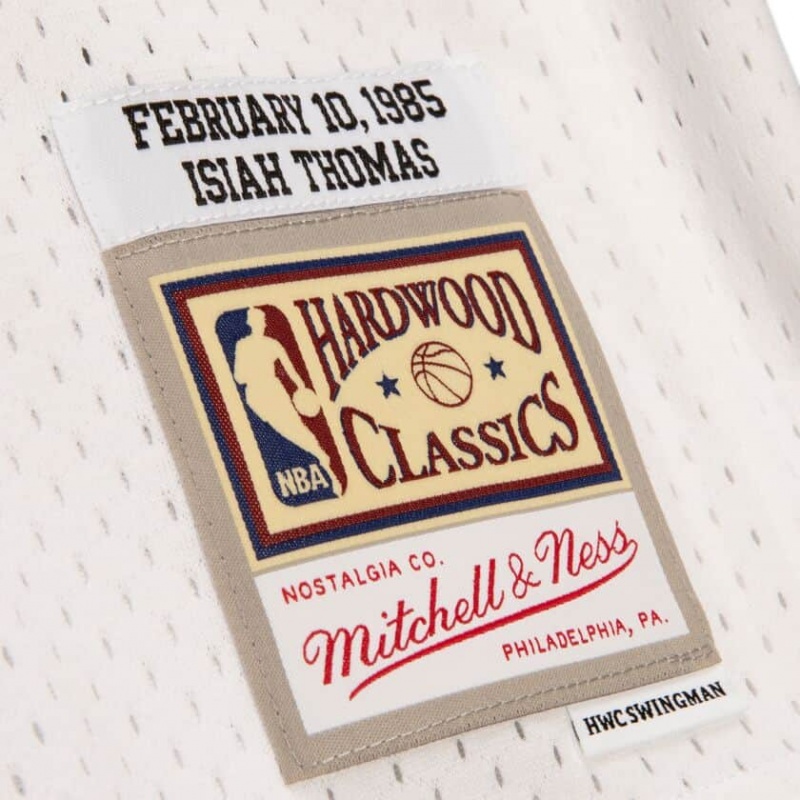 FEBRUARY 10, 1985
ISIAH THOMAS
HARDWOOD
CLASSICS
NBA
NOSTALGIA CO.
Mitchell & Ness
PHILADELPHIA, PA.
HWC SWINGMAN